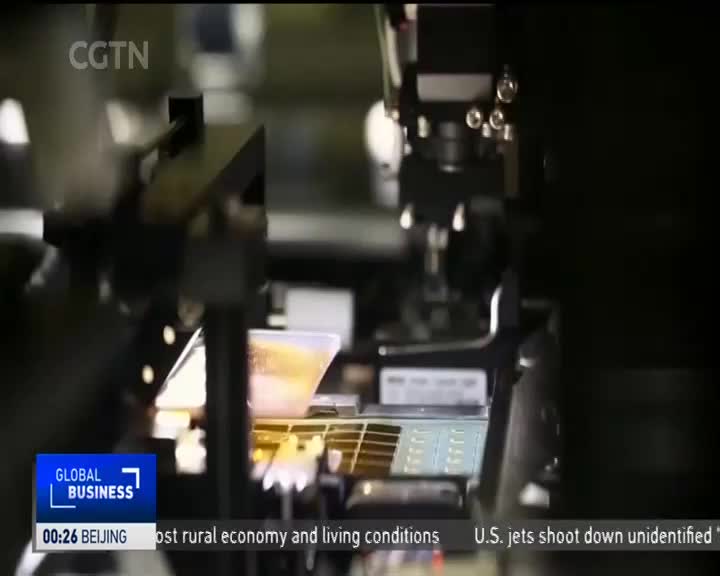 CGTN
GLOBAL
BUSINESS
00:26 BEIJING
ost rural economy and living conditions U.S. jets shoot down unidentified "